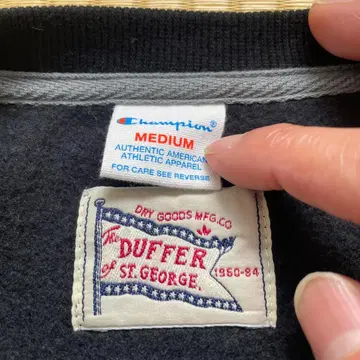 Champion®
MEDIUM
AUTHENTIC AMERICAN
ATHLETIC APPAREL
FOR CARE SEE REVERSE
DRY GOODS MFG.CO
The DUFFER
of ST. GEORGE.
1960-84